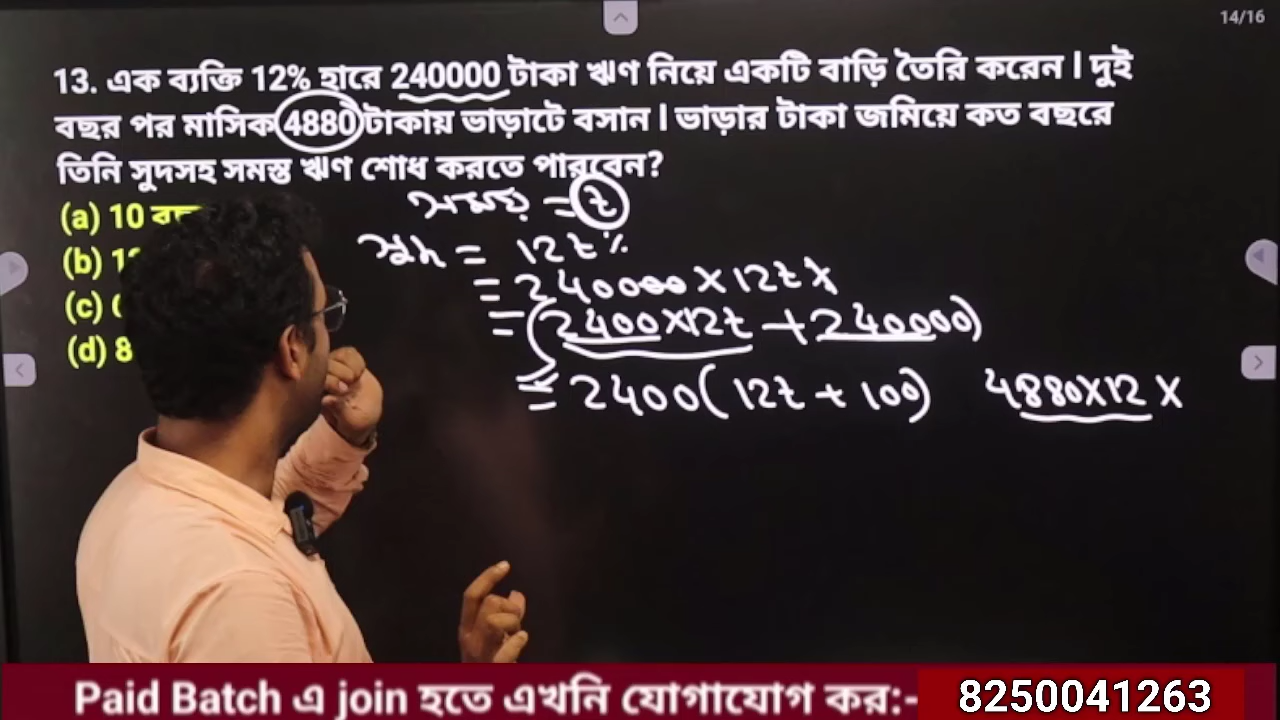 14/16
13. এক ব্যক্তি 12% হারে 240000 টাকা ঋণ নিয়ে একটি বাড়ি তৈরি করেন। দুই
বছর পর মাসিক 4880 টাকায় ভাড়াটে বসান। ভাড়ার টাকা জমিয়ে কত বছরে
তিনি সুদসহ সমস্ত ঋণ শোধ করতে পারবেন?
সময় = t
(a) 10
সুদ = 12t%
(b)
= 240000 × 12t %
(c)
= (2400×12t + 240000)
(d) 8
= 2400(12t + 100) 4880×12 ×
Paid Batch এ join হতে এখনি যোগাযোগ কর:- 8250041263